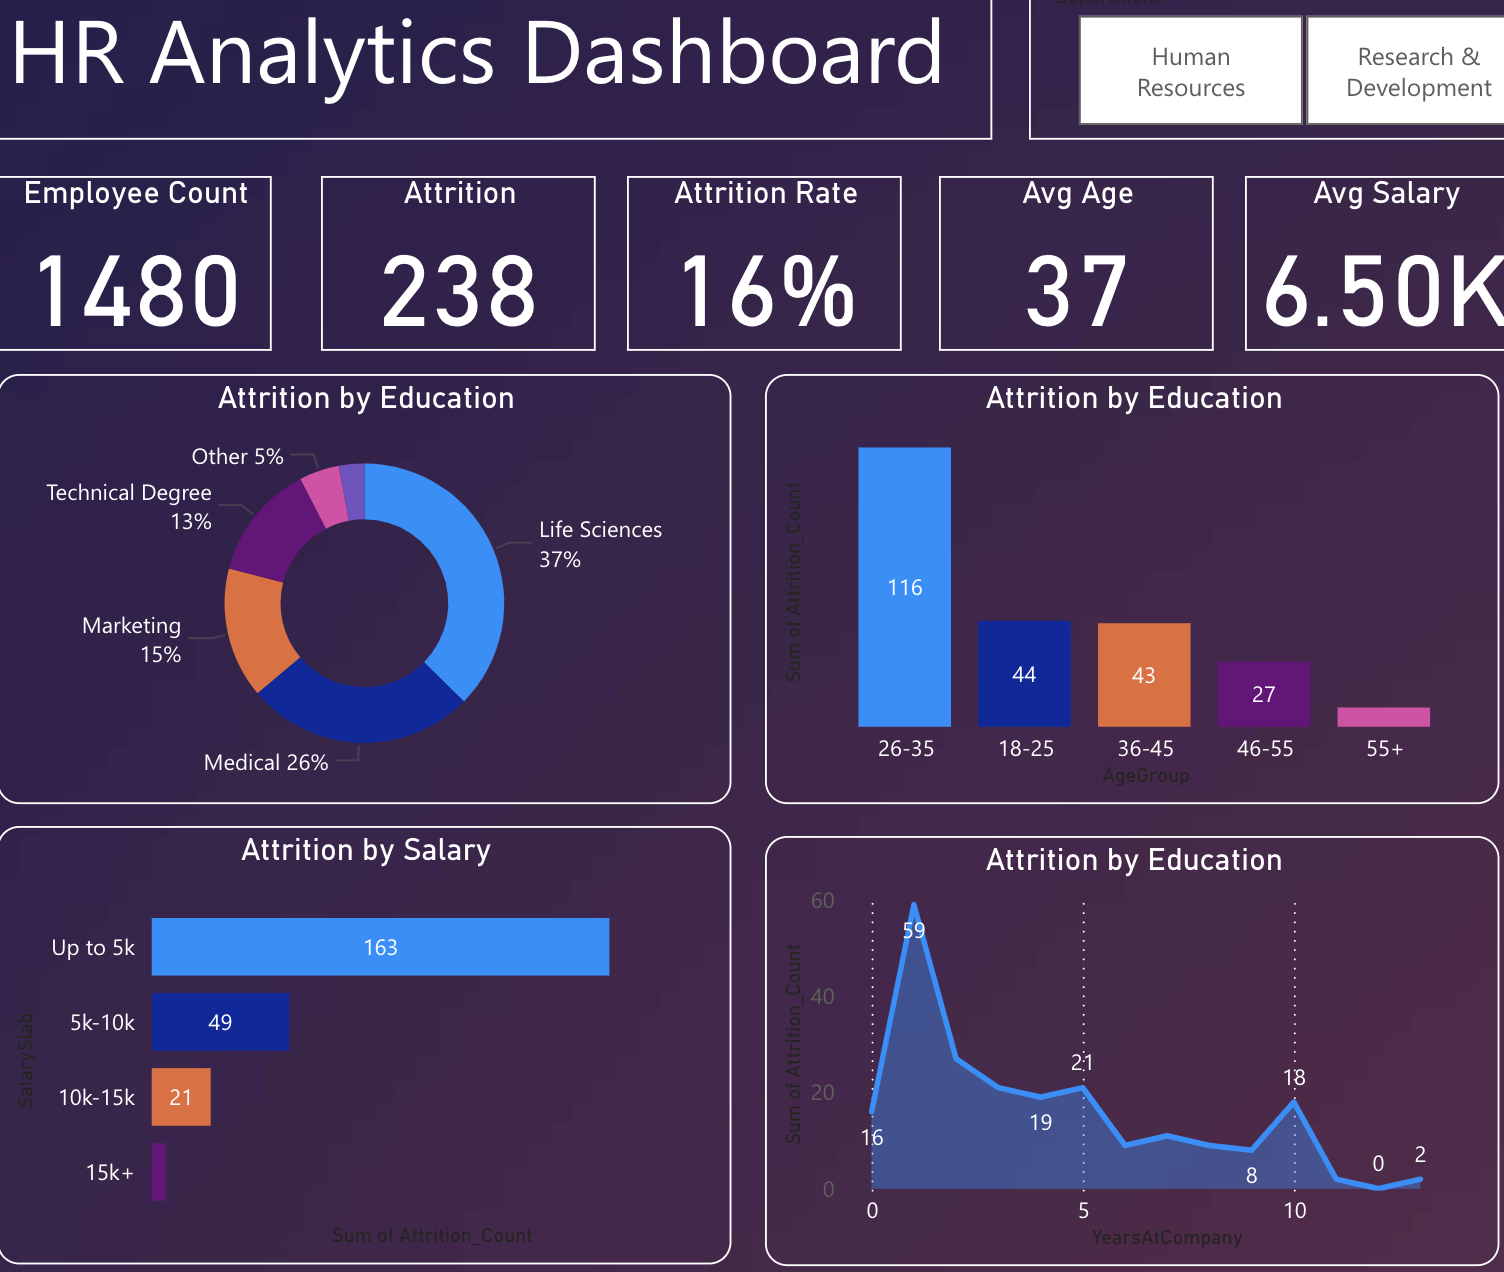 Department
HR Analytics Dashboard
Human
Resources
Research &
Development
Employee Count
1480
Attrition
238
Attrition Rate
16%
Avg Age
37
Avg Salary
6.50K
Attrition by Education
Other 5%
Technical Degree
13%
Life Sciences
37%
Marketing
15%
Medical 26%
Attrition by Education
Sum of Attrition_Count
116
44
43
27
26-35
18-25
36-45
46-55
55+
AgeGroup
Attrition by Salary
SalarySlab
Up to 5k
163
5k-10k
49
10k-15k
21
15k+
Sum of Attrition_Count
Attrition by Education
Sum of Attrition_Count
60
40
20
0
16
59
19
21
8
18
0
2
0
5
10
YearsAtCompany